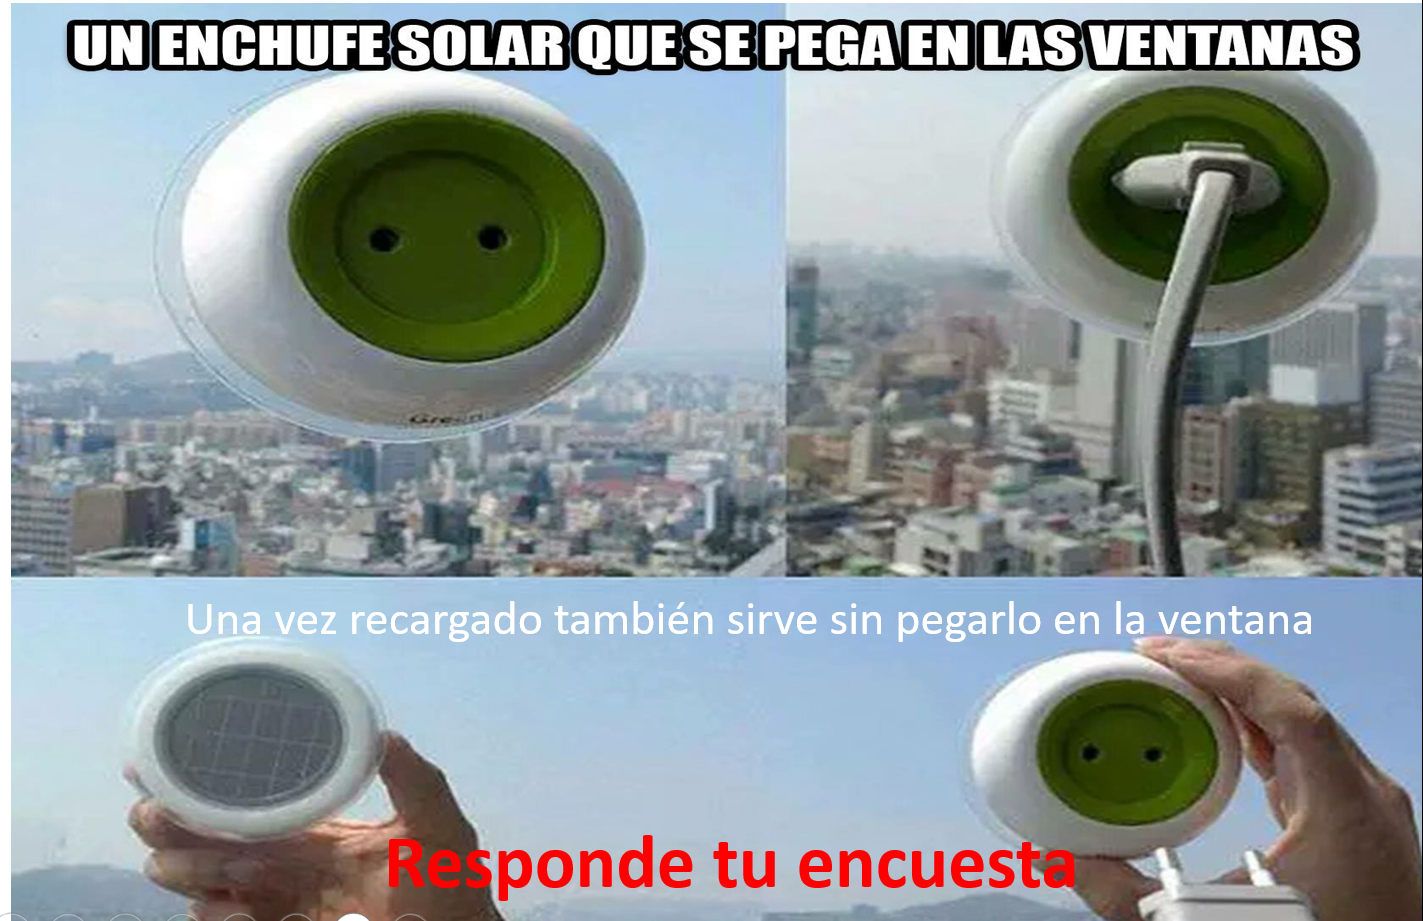 UN ENCHUFE SOLAR QUE SE PEGA EN LAS VENTANAS
Una vez recargado también sirve sin pegarlo en la ventana
Responde tu encuesta